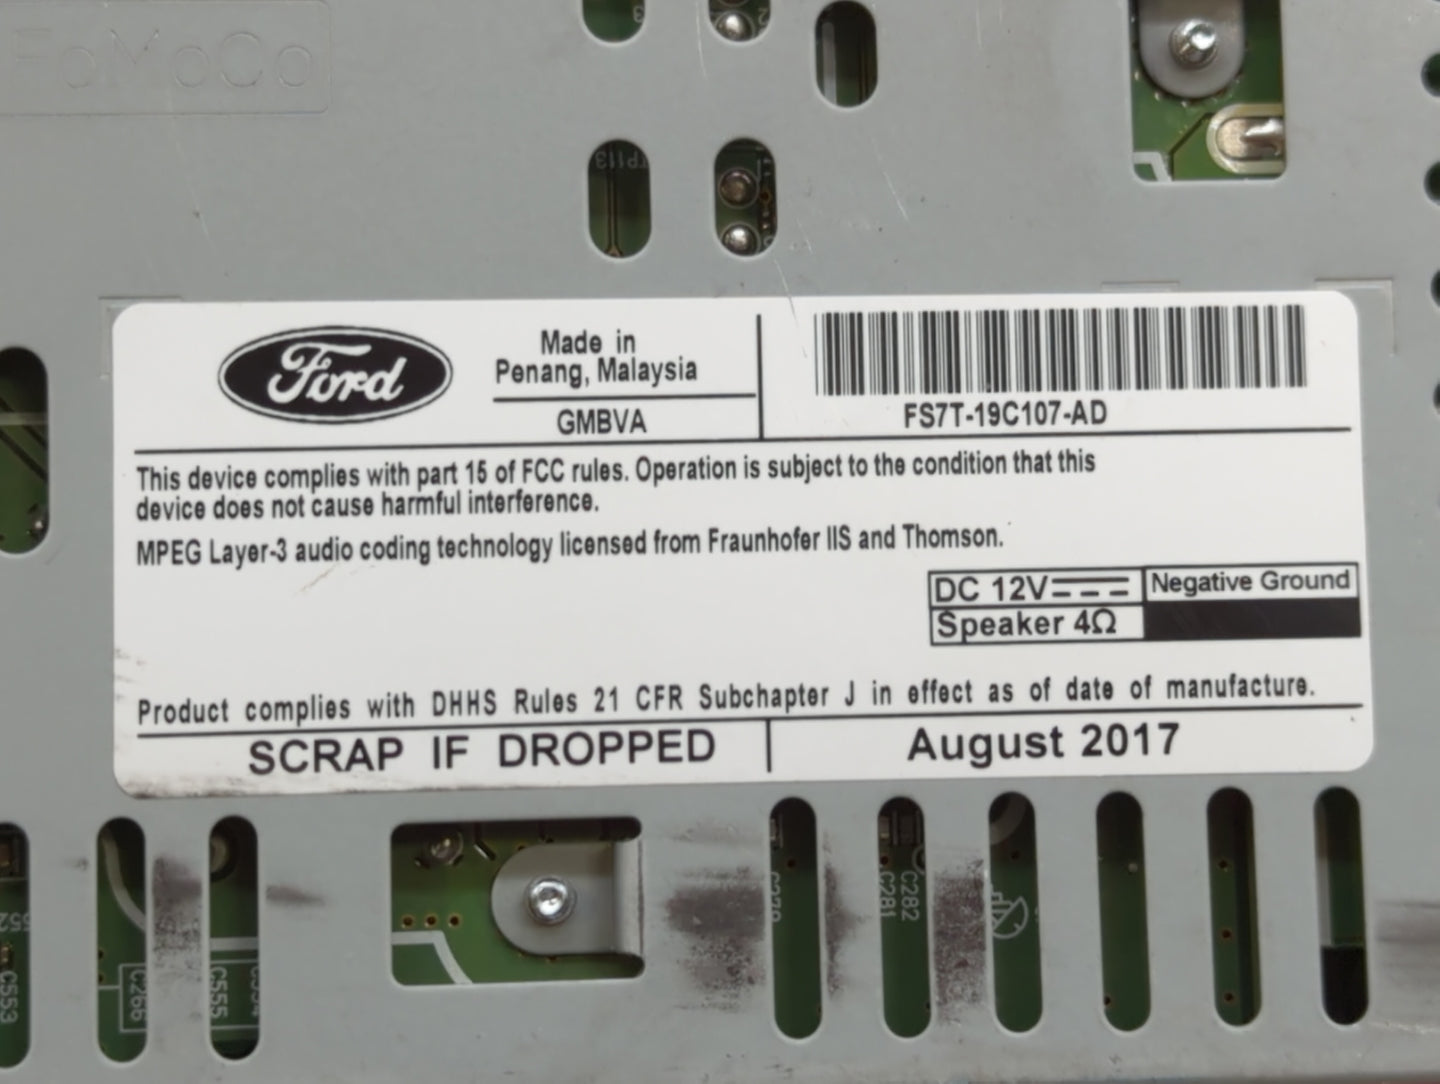 FoMoCo
TP113
Ford
Made in
Penang, Malaysia
GMBVA
FS7T-19C107-AD
This device complies with part 15 of FCC rules. Operation is subject to the condition that this
device does not cause harmful interference.
MPEG Layer-3 audio coding technology licensed from Fraunhofer IIS and Thomson.
DC 12V
Negative Ground
Speaker 4Ω
Product complies with DHHS Rules 21 CFR Subchapter J in effect as of date of manufacture.
SCRAP IF DROPPED
August 2017
C553
C266
C555
C281
C282